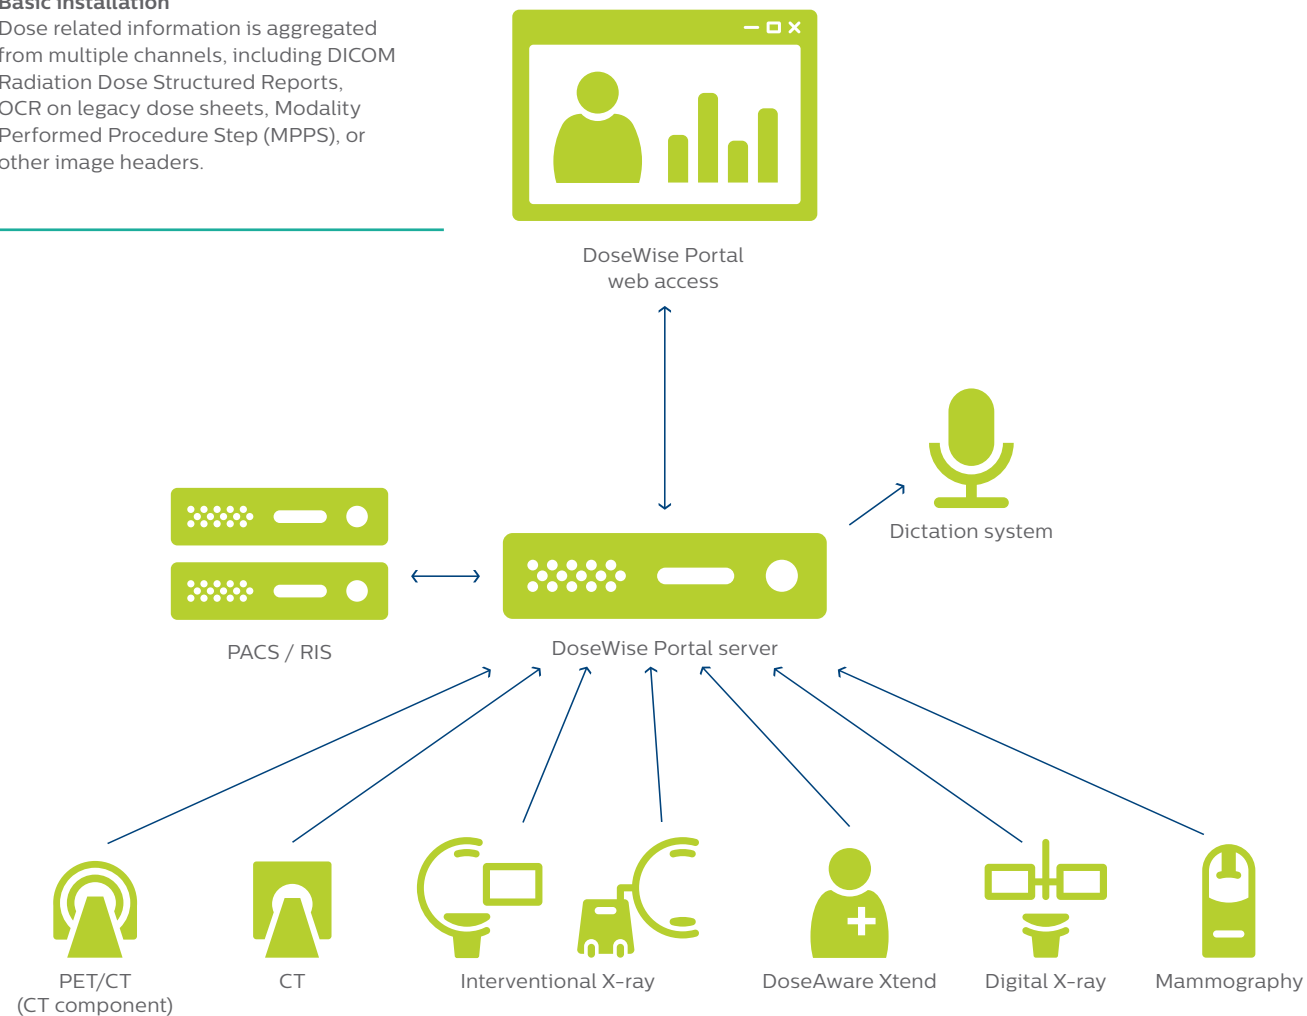 Basic installation
Dose related information is aggregated
from multiple channels, including DICOM
Radiation Dose Structured Reports,
OCR on legacy dose sheets, Modality
Performed Procedure Step (MPPS), or
other image headers.
DoseWise Portal
web access
Dictation system
PACS / RIS
DoseWise Portal server
PET/CT
(CT component)
CT
Interventional X-ray
DoseAware Xtend
Digital X-ray
Mammography